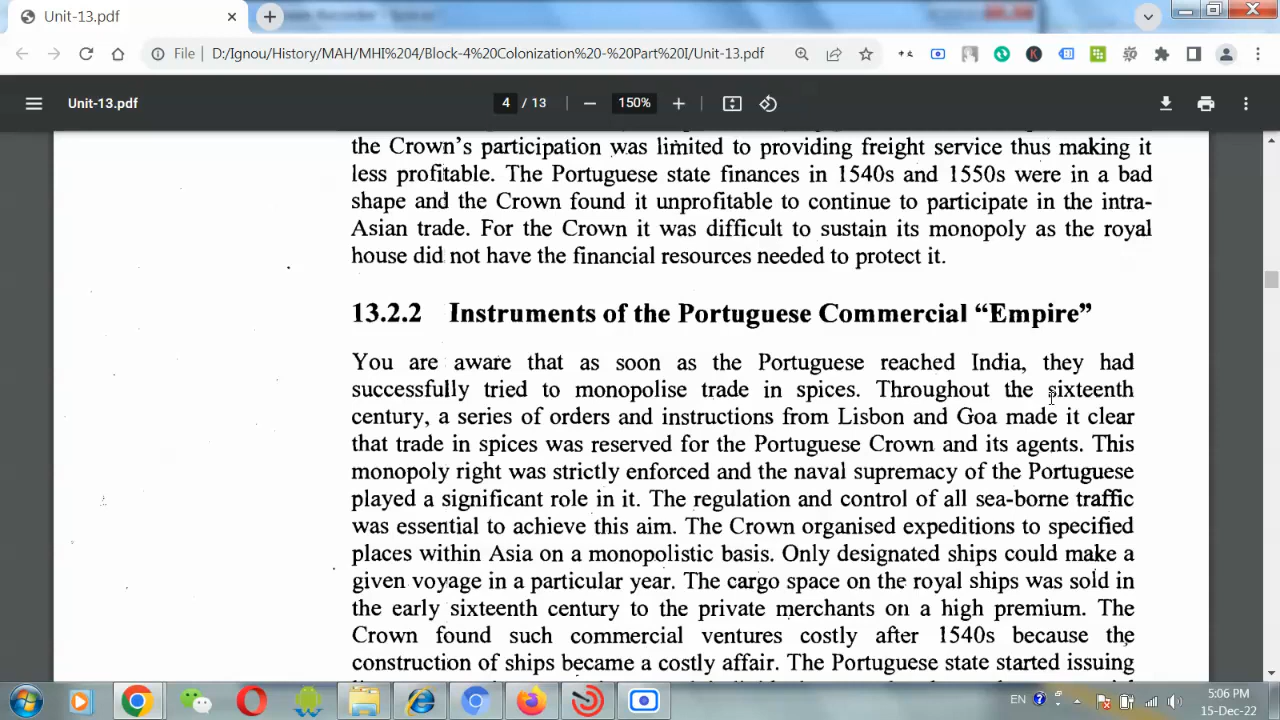 Unit-13.pdf
File
D:/Ignou/History/MAH/MHI%204/Block-4%20Colonization%20-%20Part%20I/Unit-13.pdf
Unit-13.pdf
4 / 13
150%
the Crown's participation was limited to providing freight service thus making it
less profitable. The Portuguese state finances in 1540s and 1550s were in a bad
shape and the Crown found it unprofitable to continue to participate in the intra-
Asian trade. For the Crown it was difficult to sustain its monopoly as the royal
house did not have the financial resources needed to protect it.
13.2.2 Instruments of the Portuguese Commercial "Empire"
You are aware that as soon as the Portuguese reached India, they had
successfully tried to monopolise trade in spices. Throughout the sixteenth
century, a series of orders and instructions from Lisbon and Goa made it clear
that trade in spices was reserved for the Portuguese Crown and its agents. This
monopoly right was strictly enforced and the naval supremacy of the Portuguese
played a significant role in it. The regulation and control of all sea-borne traffic
was essential to achieve this aim. The Crown organised expeditions to specified
places within Asia on a monopolistic basis. Only designated ships could make a
given voyage in a particular year. The cargo space on the royal ships was sold in
the early sixteenth century to the private merchants on a high premium. The
Crown found such commercial ventures costly after 1540s because the
construction of ships became a costly affair. The Portuguese state started issuing
EN
5:06 PM
15-Dec-22